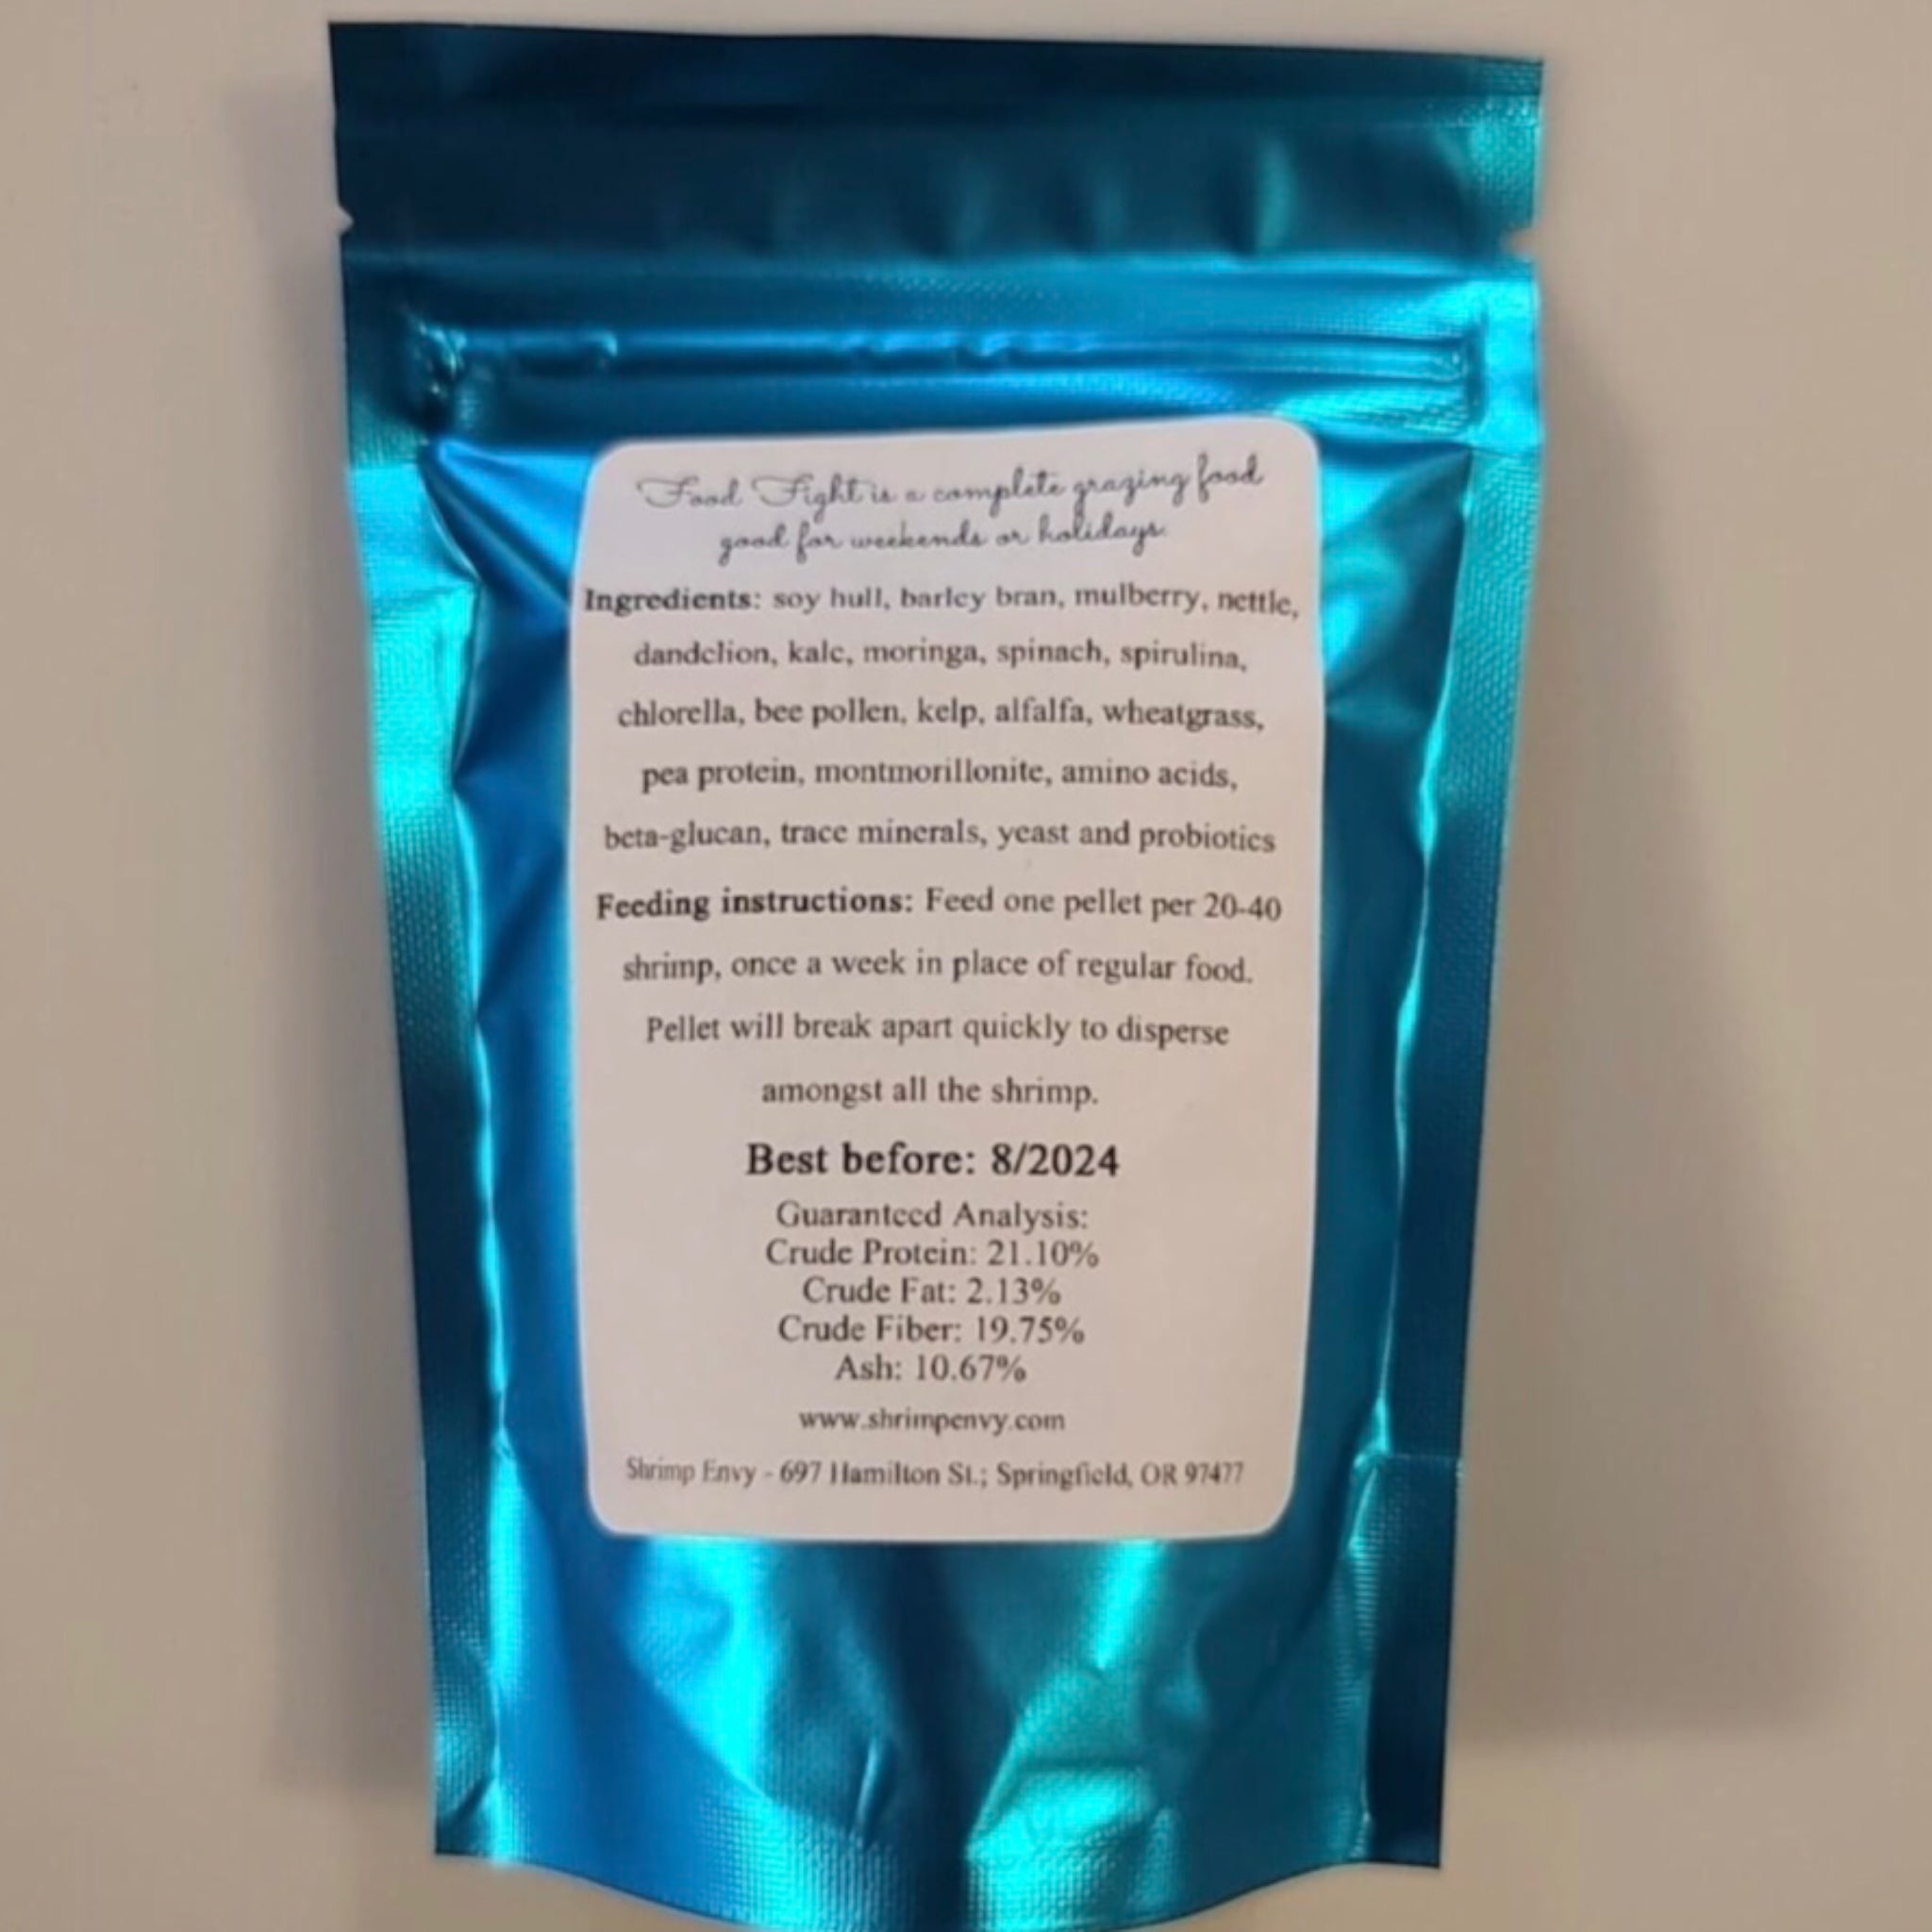 Food Fight is a complete grazing food
good for weekends or holidays.
Ingredients: soy hull, barley bran, mulberry, nettle,
dandelion, kale, moringa, spinach, spirulina,
chlorella, bee pollen, kelp, alfalfa, wheatgrass,
pea protein, montmorillonite, amino acids,
beta-glucan, trace minerals, yeast and probiotics
Feeding instructions: Feed one pellet per 20-40
shrimp, once a week in place of regular food.
Pellet will break apart quickly to disperse
amongst all the shrimp.
Best before: 8/2024
Guaranteed Analysis:
Crude Protein: 21.10%
Crude Fat: 2.13%
Crude Fiber: 19.75%
Ash: 10.67%
www.shrimpenvy.com
Shrimp Envy - 697 Hamilton St.; Springfield, OR 97477